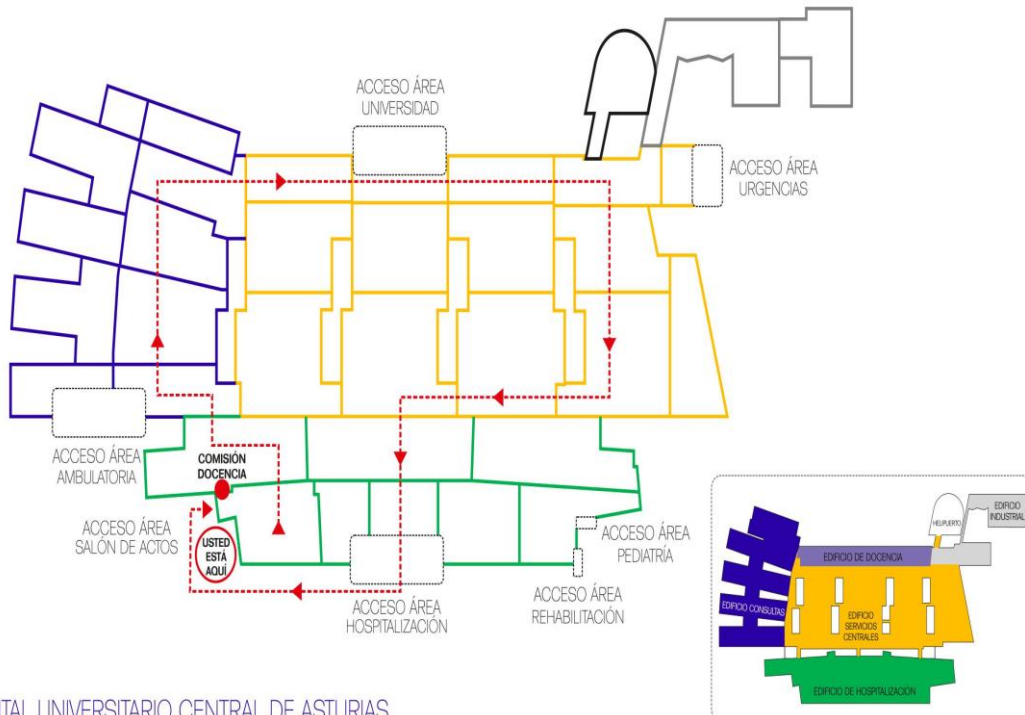 ACCESO ÁREA
UNIVERSIDAD
ACCESO ÁREA
URGENCIAS
ACCESO ÁREA
AMBULATORIA
COMISIÓN
DOCENCIA
ACCESO ÁREA
SALÓN DE ACTOS
USTED
ESTÁ
AQUÍ
ACCESO ÁREA
HOSPITALIZACIÓN
ACCESO ÁREA
PEDIATRÍA
ACCESO ÁREA
REHABILITACIÓN
HELIPUERTO
EDIFICIO
INDUSTRIAL
EDIFICIO DE DOCENCIA
EDIFICIO CONSULTAS
EDIFICIO
SERVICIOS
CENTRALES
EDIFICIO DE HOSPITALIZACIÓN
ITAL UNIVERSITARIO CENTRAL DE ASTURIAS